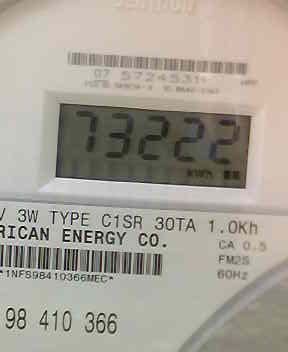 07 57245314
73222
KWH
V 3W TYPE C1SR 30TA 1.0Kh
RICAN ENERGY CO.
CA 0.5
FM2S
60Hz
*1NFS98410366MEC*
98 410 366